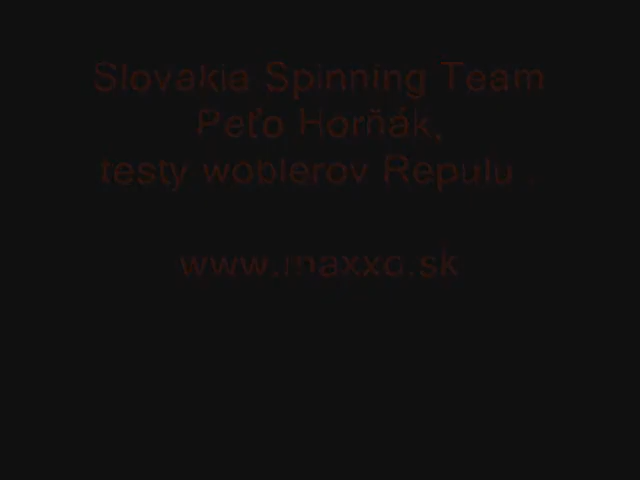 Slovakia Spinning Team
Peťo Horňák,
testy woblerov Repulu .
www.maxxo.sk